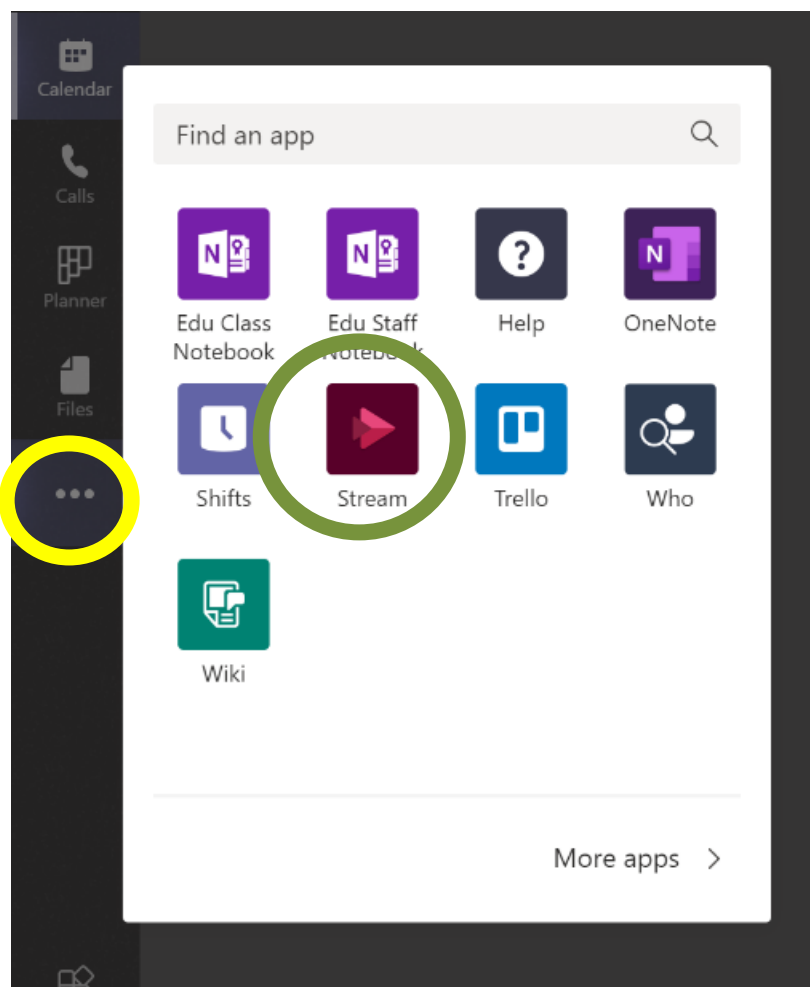 Calendar
Calls
Planner
Files
Find an app
Edu Class
Notebook
Edu Staff
Notebook
Help
OneNote
Shifts
Stream
Trello
Who
Wiki
More apps